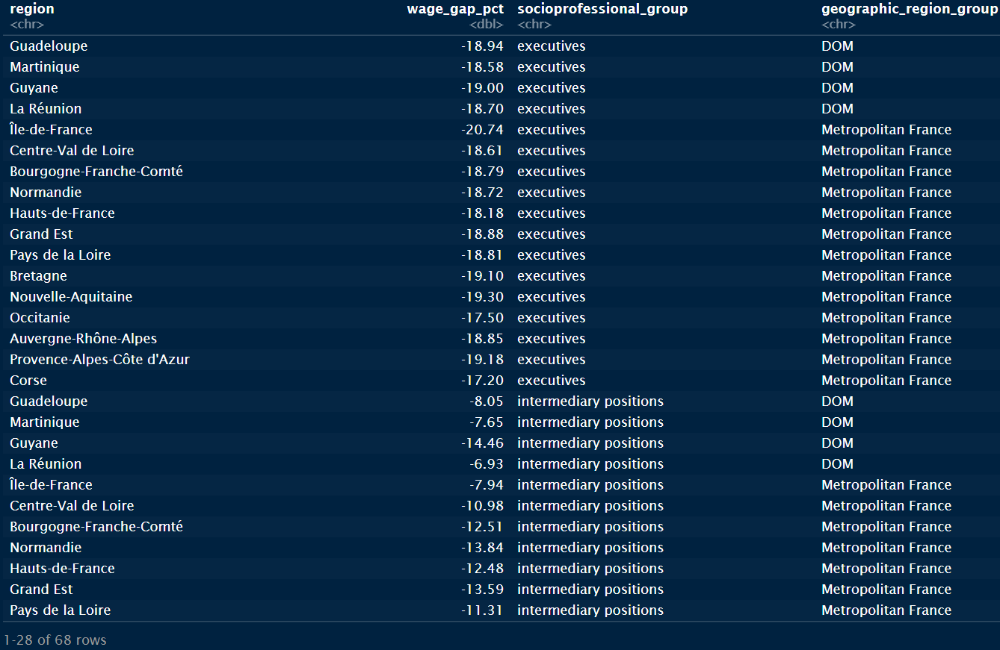 region wage_gap_pct socioprofessional_group geographic_region_group
<chr> <dbl> <chr> <chr>
Guadeloupe -18.94 executives DOM
Martinique -18.58 executives DOM
Guyane -19.00 executives DOM
La Réunion -18.70 executives DOM
Île-de-France -20.74 executives Metropolitan France
Centre-Val de Loire -18.61 executives Metropolitan France
Bourgogne-Franche-Comté -18.79 executives Metropolitan France
Normandie -18.72 executives Metropolitan France
Hauts-de-France -18.18 executives Metropolitan France
Grand Est -18.88 executives Metropolitan France
Pays de la Loire -18.81 executives Metropolitan France
Bretagne -19.10 executives Metropolitan France
Nouvelle-Aquitaine -19.30 executives Metropolitan France
Occitanie -17.50 executives Metropolitan France
Auvergne-Rhône-Alpes -18.85 executives Metropolitan France
Provence-Alpes-Côte d'Azur -19.18 executives Metropolitan France
Corse -17.20 executives Metropolitan France
Guadeloupe -8.05 intermediary positions DOM
Martinique -7.65 intermediary positions DOM
Guyane -14.46 intermediary positions DOM
La Réunion -6.93 intermediary positions DOM
Île-de-France -7.94 intermediary positions Metropolitan France
Centre-Val de Loire -10.98 intermediary positions Metropolitan France
Bourgogne-Franche-Comté -12.51 intermediary positions Metropolitan France
Normandie -13.84 intermediary positions Metropolitan France
Hauts-de-France -12.48 intermediary positions Metropolitan France
Grand Est -13.59 intermediary positions Metropolitan France
Pays de la Loire -11.31 intermediary positions Metropolitan France
1-28 of 68 rows